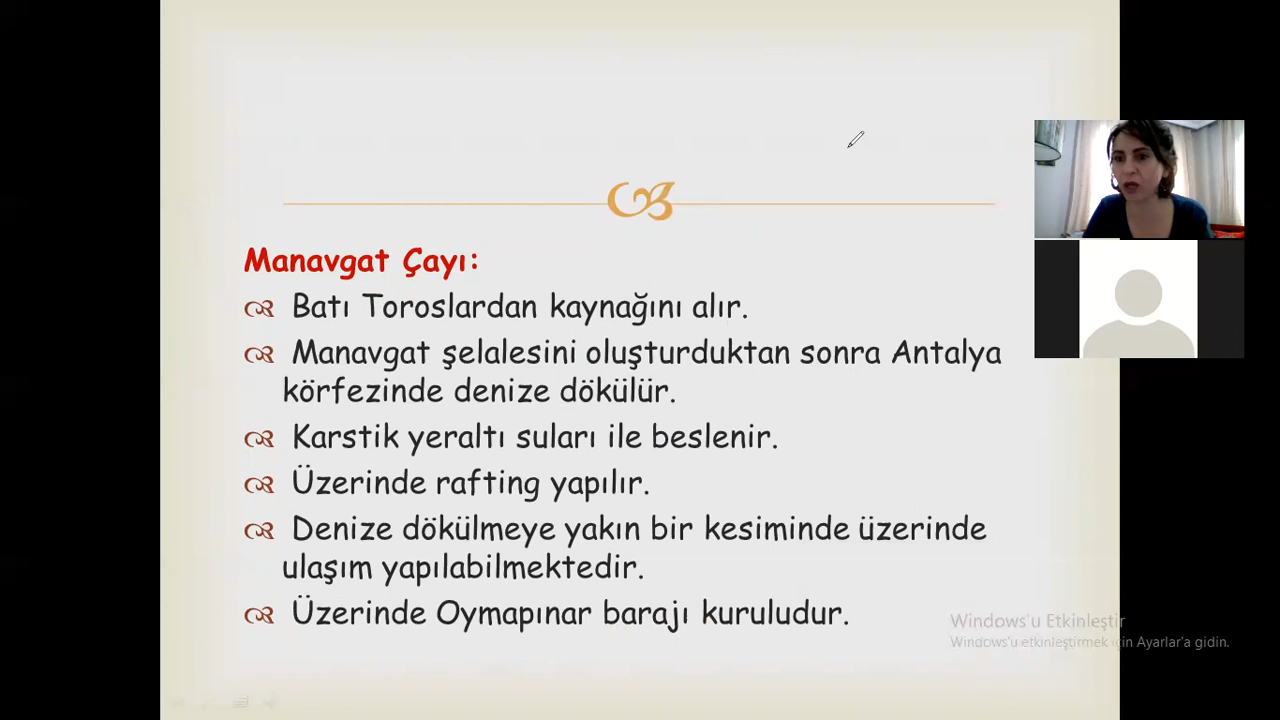 Manavgat Çayı:
Batı Toroslardan kaynağını alır.
Manavgat şelalesini oluşturduktan sonra Antalya
körfezinde denize dökülür.
Karstik yeraltı suları ile beslenir.
Üzerinde rafting yapılır.
Denize dökülmeye yakın bir kesiminde üzerinde
ulaşım yapılabilmektedir.
Üzerinde Oymapınar barajı kuruludur.
Windows'u Etkinleştir
Windows'u etkinleştirmek için Ayarlar'a gidin.